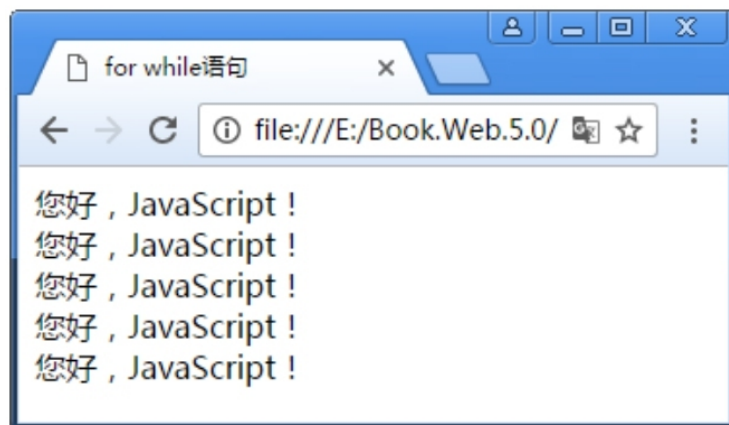 for while语句
file:///E:/Book.Web.5.0/
您好，JavaScript！
您好，JavaScript！
您好，JavaScript！
您好，JavaScript！
您好，JavaScript！